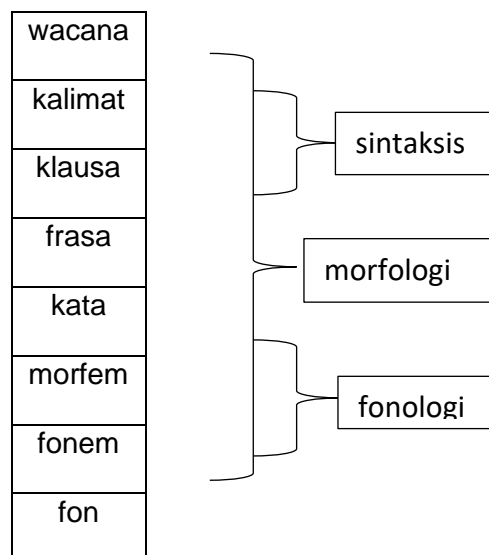 wacana
kalimat
klausa
frasa
kata
morfem
fonem
fon
sintaksis
morfologi
fonologi